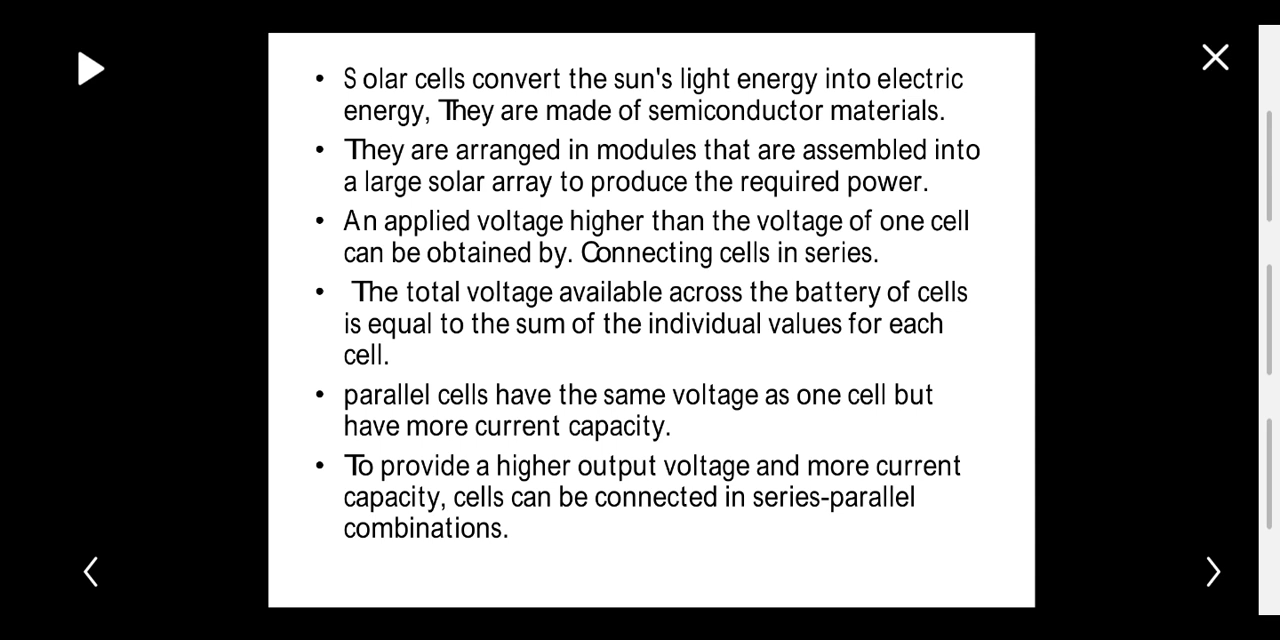 • Solar cells convert the sun's light energy into electric
energy, They are made of semiconductor materials.
• They are arranged in modules that are assembled into
a large solar array to produce the required power.
• An applied voltage higher than the voltage of one cell
can be obtained by. Connecting cells in series.
• The total voltage available across the battery of cells
is equal to the sum of the individual values for each
cell.
• parallel cells have the same voltage as one cell but
have more current capacity.
• To provide a higher output voltage and more current
capacity, cells can be connected in series-parallel
combinations.